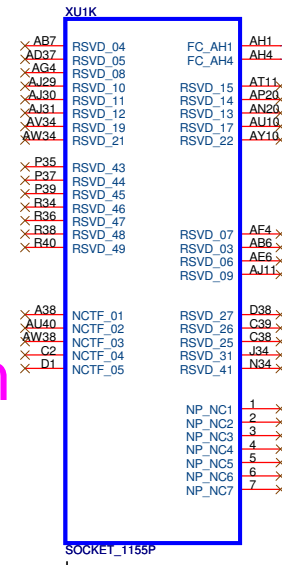 XU1K
AB7 RSVD_04 FC_AH1 AH1
AD37 RSVD_05 FC_AH4 AH4
AG4 RSVD_08
AJ29 RSVD_10 RSVD_15 AT11
AJ30 RSVD_11 RSVD_14 AP20
AJ31 RSVD_12 RSVD_13 AN20
AV34 RSVD_19 RSVD_17 AU10
AW34 RSVD_21 RSVD_22 AY10
P35 RSVD_43
P37 RSVD_44
P39 RSVD_45
R34 RSVD_46
R36 RSVD_47
R38 RSVD_48 RSVD_07 AF4
R40 RSVD_49 RSVD_03 AB6
RSVD_06 AE6
RSVD_09 AJ11
A38 NCTF_01 RSVD_27 D38
AU40 NCTF_02 RSVD_26 C39
AW38 NCTF_03 RSVD_25 C38
C2 NCTF_04 RSVD_31 J34
D1 NCTF_05 RSVD_41 N34
NP_NC1 1
NP_NC2 2
NP_NC3 3
NP_NC4 4
NP_NC5 5
NP_NC6 6
NP_NC7 7
SOCKET_1155P